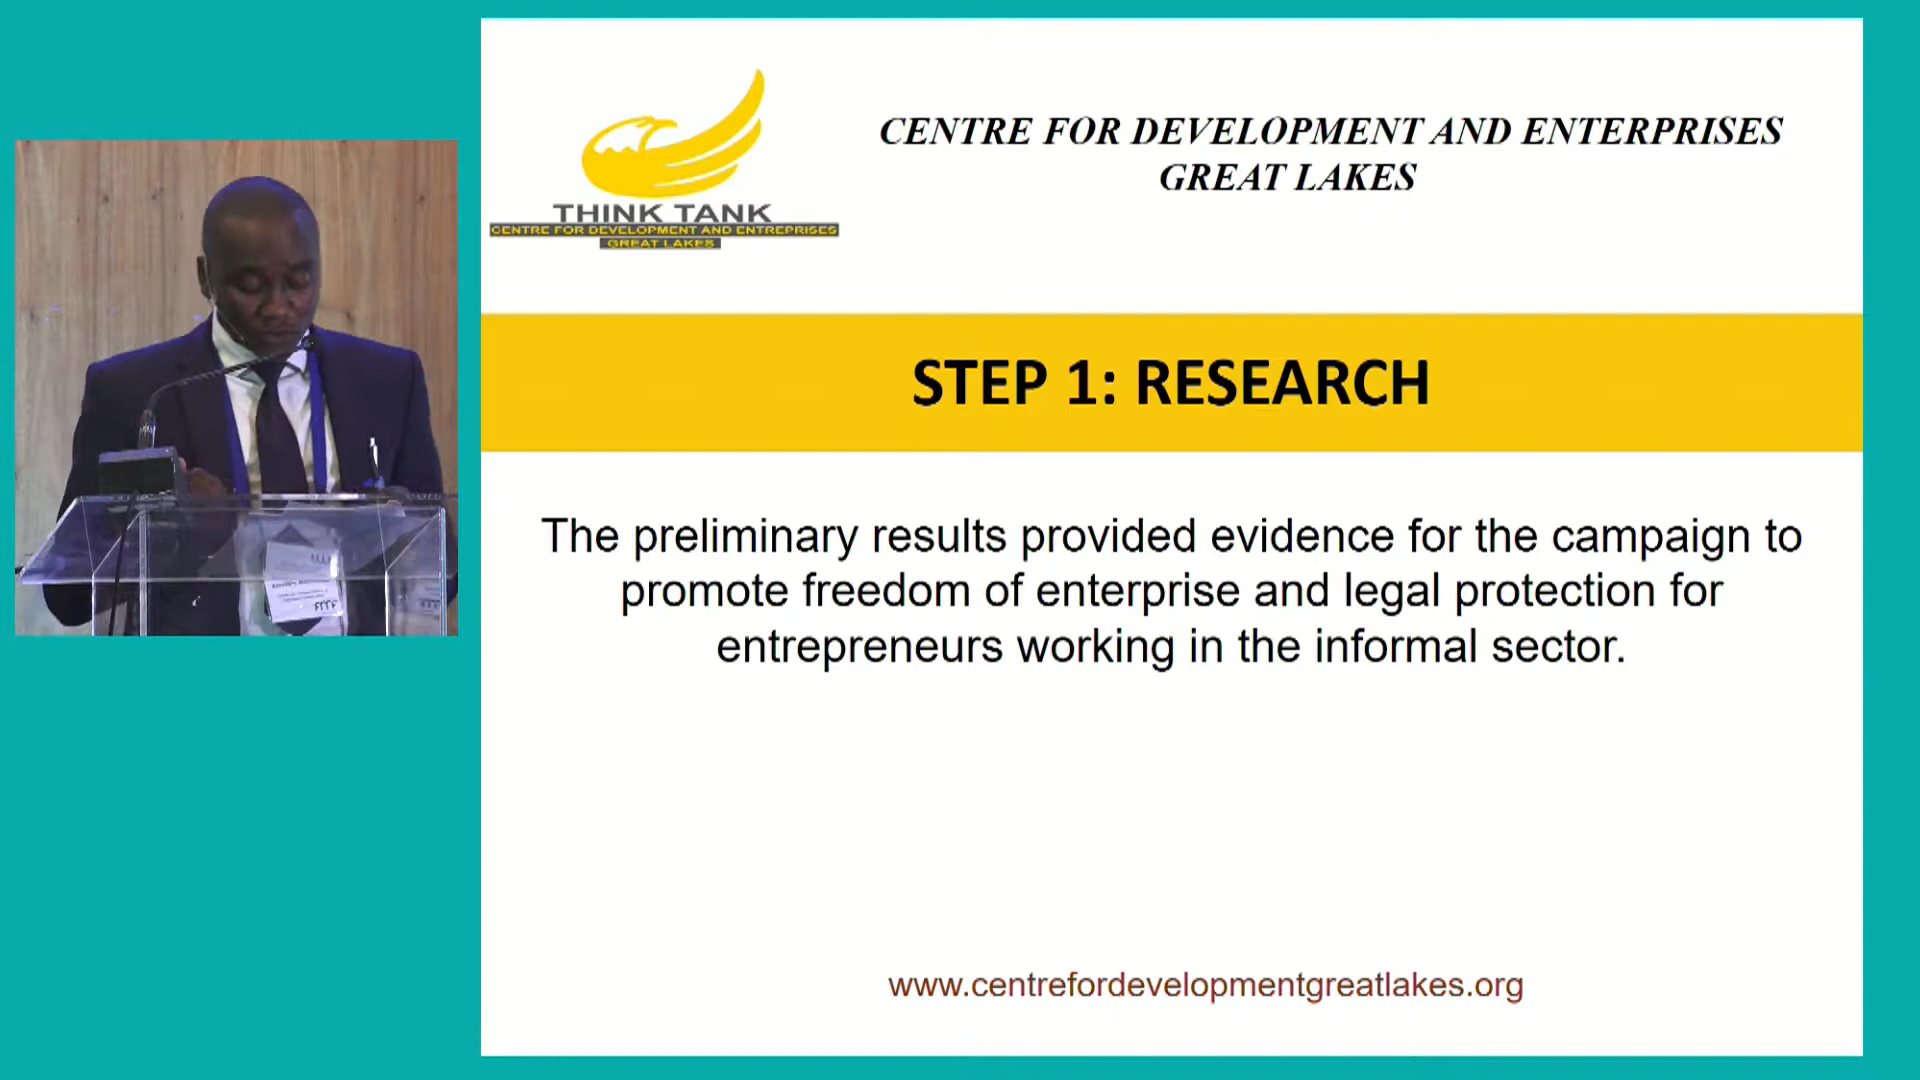 THINK TANK
CENTRE FOR DEVELOPMENT AND ENTREPRISES
GREAT LAKES
CENTRE FOR DEVELOPMENT AND ENTERPRISES
GREAT LAKES
STEP 1: RESEARCH
The preliminary results provided evidence for the campaign to
promote freedom of enterprise and legal protection for
entrepreneurs working in the informal sector.
www.centrefordevelopmentgreatlakes.org